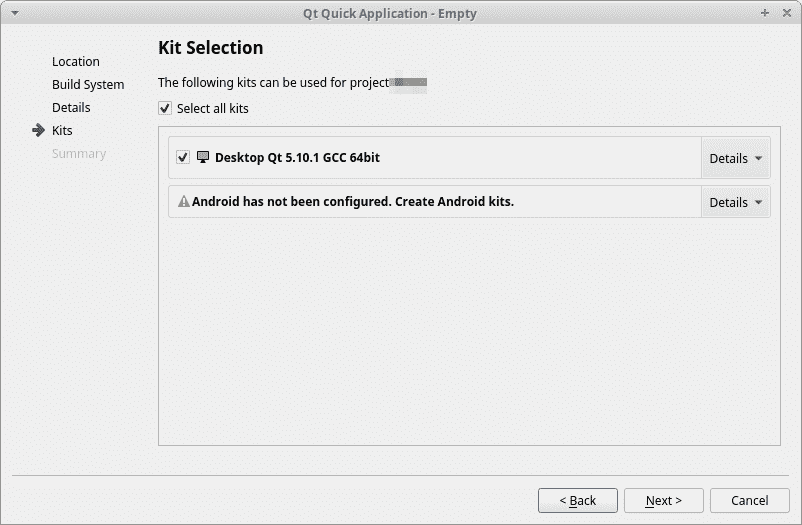 Qt Quick Application - Empty
Location
Build System
Details
Kits
Summary
Kit Selection
The following kits can be used for project
Select all kits
Desktop Qt 5.10.1 GCC 64bit
Details
Android has not been configured. Create Android kits.
Details
< Back
Next >
Cancel